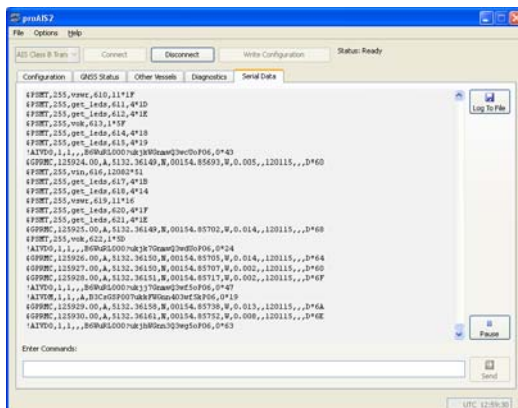 proAIS2
File Options Help
AIS Class B Tran
Connect
Disconnect
Write Configuration
Status: Ready
Configuration
GNSS Status
Other Vessels
Diagnostics
Serial Data
$PSMT,255,vswr,610,11*1F
$PSMT,255,get_leds,611,4*1D
$PSMT,255,get_leds,612,4*1E
$PSMT,255,vok,613,1*5F
$PSMT,255,get_leds,614,4*18
$PSMT,255,get_leds,615,4*19
$GPRMC,125924.00,A,5132.36149,N,00154.85693,W,0.005,,120115,,,D*60
$PSMT,255,vin,616,12082*51
$PSMT,255,get_leds,617,4*1B
$PSMT,255,get_leds,618,4*14
$PSMT,255,vswr,619,11*16
$PSMT,255,get_leds,620,4*1F
$PSMT,255,get_leds,621,4*1E
$GPRMC,125925.00,A,5132.36149,N,00154.85702,W,0.014,,120115,,,D*68
$PSMT,255,vok,622,1*5D
$GPRMC,125926.00,A,5132.36150,N,00154.85705,W,0.014,,120115,,,D*64
$GPRMC,125927.00,A,5132.36150,N,00154.85707,W,0.002,,120115,,,D*60
$GPRMC,125928.00,A,5132.36151,N,00154.85717,W,0.002,,120115,,,D*6F
$GPRMC,125929.00,A,5132.36158,N,00154.85738,W,0.013,,120115,,,D*6A
$GPRMC,125930.00,A,5132.36161,N,00154.85752,W,0.008,,120115,,,D*6E
Log To File
Pause
Enter Commands:
Send
UTC 12:59:30